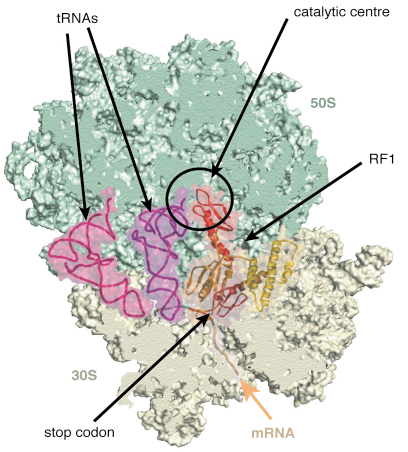 catalytic centre
tRNAs
50S
RF1
30S
stop codon
mRNA